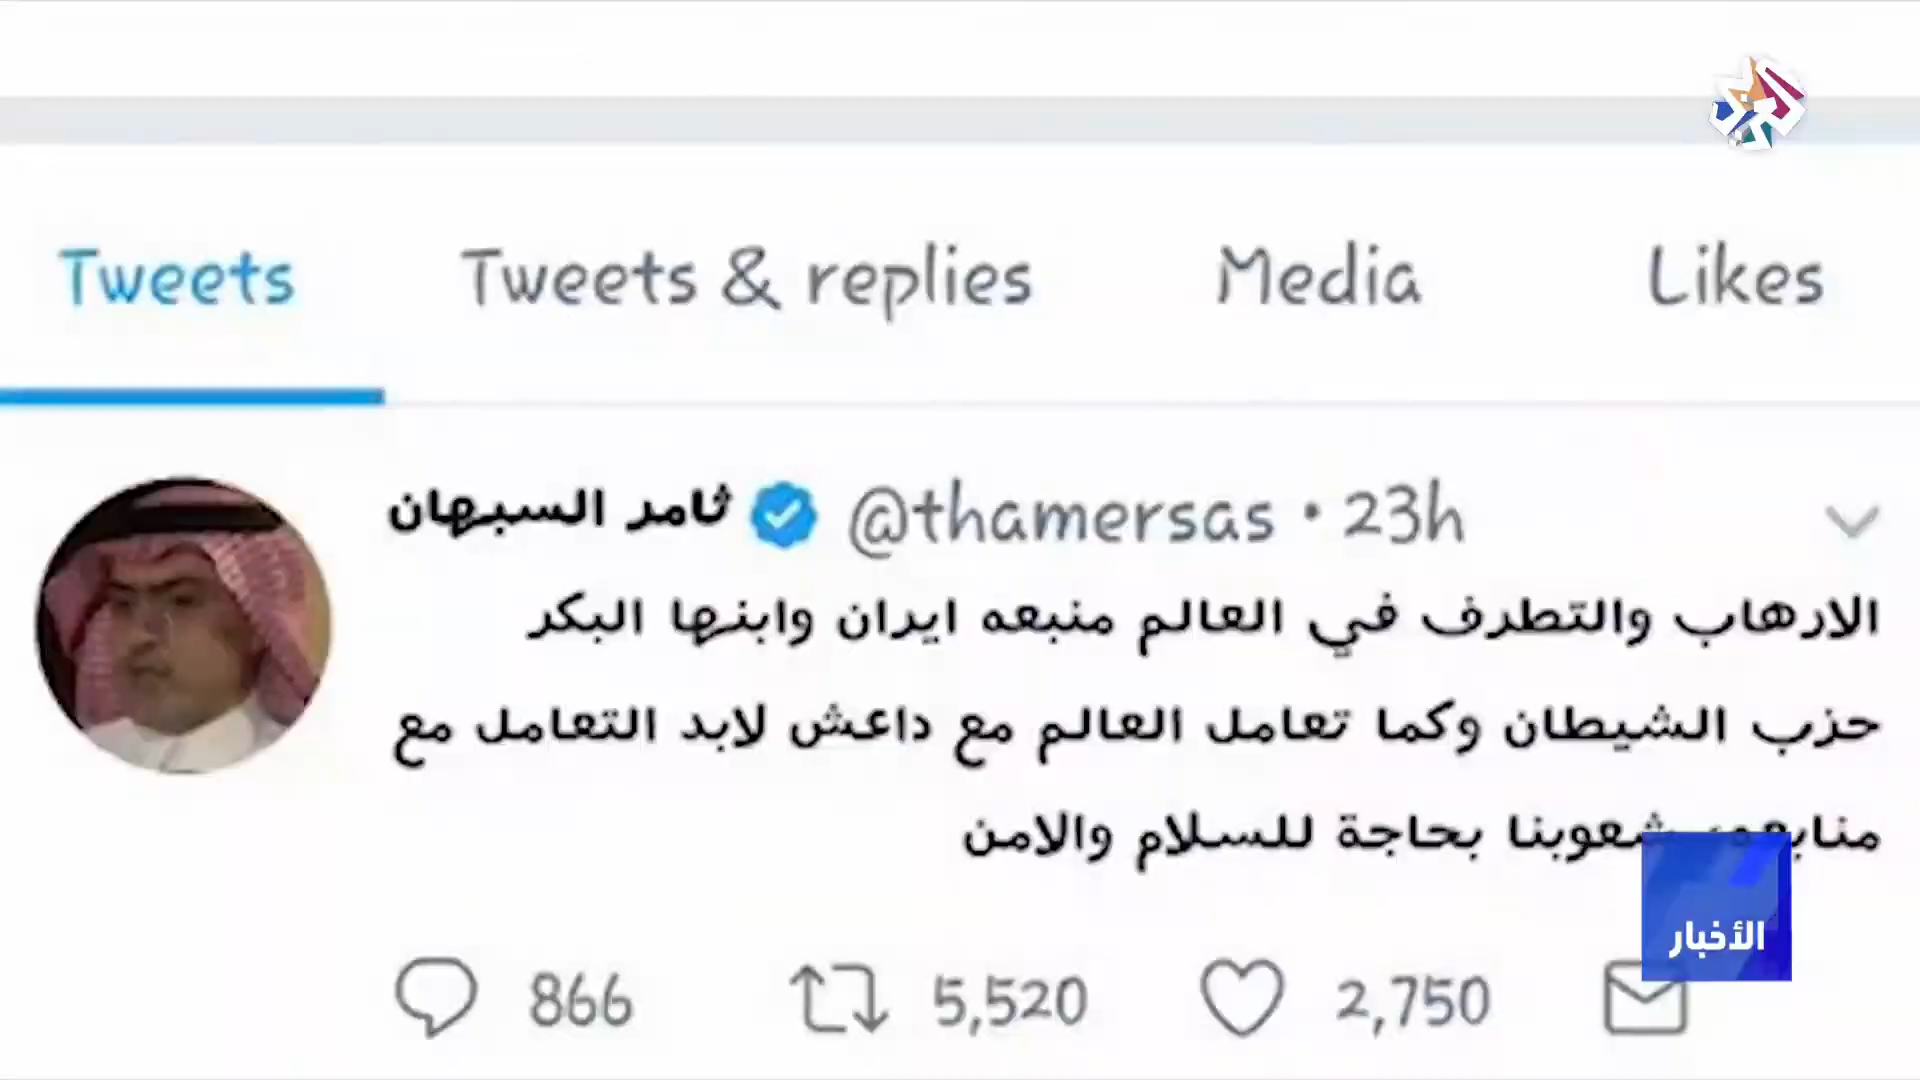 Tweets Tweets & replies Media Likes
ثامر السبهان @thamersas • 23h
الارهاب والتطرف في العالم منبعه ايران وابنها البكر
حزب الشيطان وكما تعامل العالم مع داعش لابد التعامل مع
شعوبنا بحاجة للسلام والامن
866 5,520 2,750
الأخبار